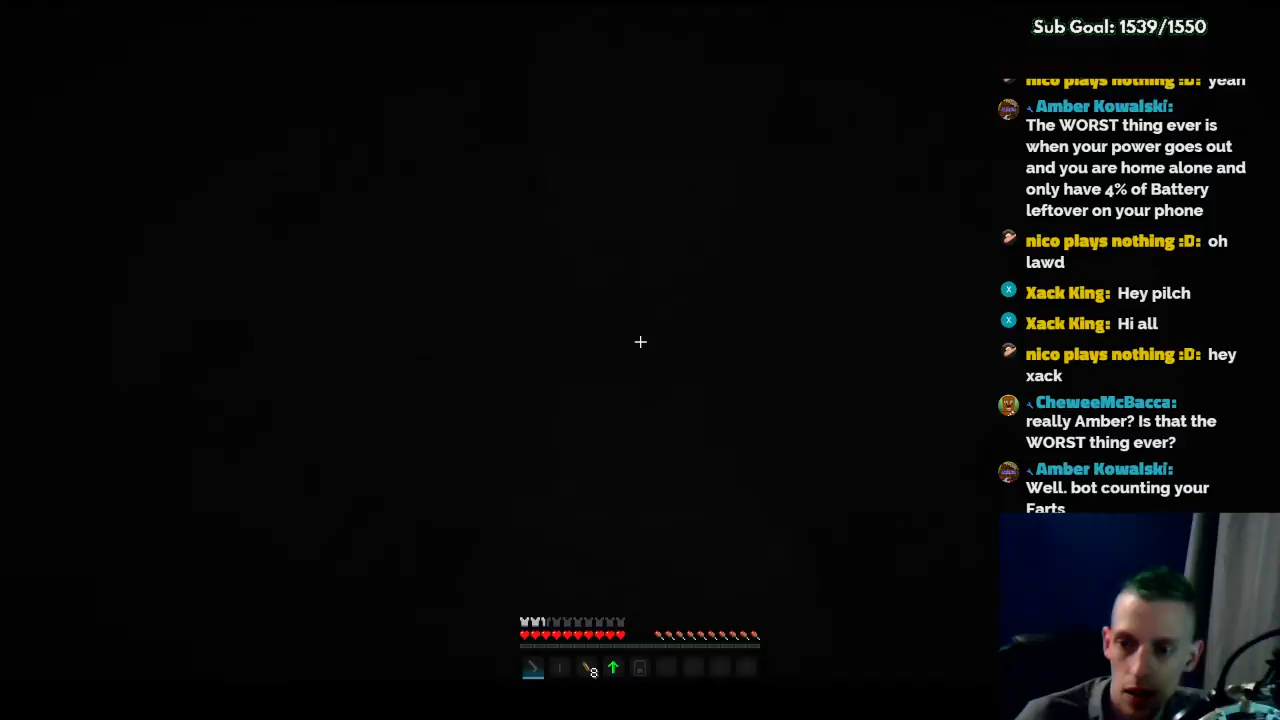 Sub Goal: 1539/1550
nico plays nothing :D: yeah
Amber Kowalski:
The WORST thing ever is
when your power goes out
and you are home alone and
only have 4% of Battery
leftover on your phone
nico plays nothing :D: oh
lawd
X Xack King: Hey pilch
X Xack King: Hi all
nico plays nothing :D: hey
xack
CheweeMcBacca:
really Amber? Is that the
WORST thing ever?
Amber Kowalski:
Well. bot counting your
Farts
8